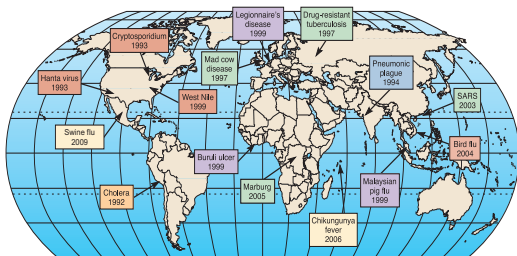 Legionnaire's
disease
1999
Drug-resistant
tuberculosis
1997
Cryptosporidium
1993
Mad cow
disease
1997
Pneumonic
plague
1994
Hanta virus
1993
West Nile
1999
SARS
2003
Swine flu
2009
Bird flu
2004
Buruli ulcer
1999
Cholera
1992
Marburg
2005
Malaysian
pig flu
1999
Chikungunya
fever
2006